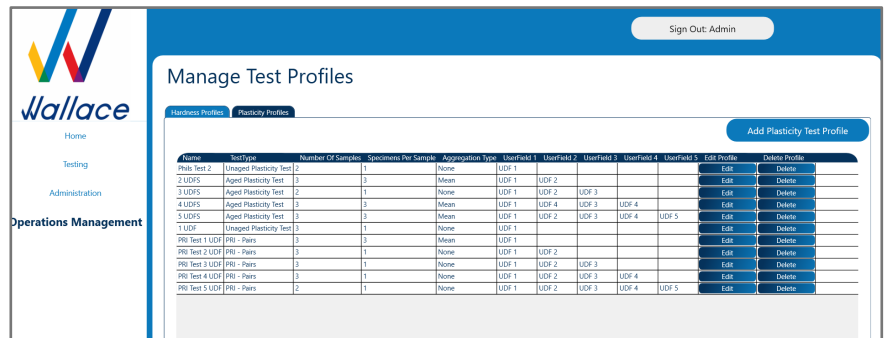 Sign Out: Admin
Wallace
Home
Testing
Administration
Operations Management
Manage Test Profiles
Hardness Profiles Plasticity Profiles
Add Plasticity Test Profile
Name TestType Number Of Samples Specimens Per Sample Aggregation Type UserField 1 UserField 2 UserField 3 UserField 4 UserField 5 Edit Profile Delete Profile
Phils Test 2 Unaged Plasticity Test 2 1 None UDF 1 Edit Delete
2 UDFS Aged Plasticity Test 3 3 Mean UDF 1 UDF 2 Edit Delete
3 UDFS Aged Plasticity Test 2 1 None UDF 1 UDF 2 UDF 3 Edit Delete
4 UDFS Aged Plasticity Test 3 3 Mean UDF 1 UDF 4 UDF 3 UDF 4 Edit Delete
5 UDFS Aged Plasticity Test 3 3 Mean UDF 1 UDF 2 UDF 3 UDF 4 UDF 5 Edit Delete
1 UDF Unaged Plasticity Test 3 1 None UDF 1 Edit Delete
PRI Test 1 UDF PRI - Pairs 3 3 Mean UDF 1 Edit Delete
PRI Test 2 UDF PRI - Pairs 3 1 None UDF 1 UDF 2 Edit Delete
PRI Test 3 UDF PRI - Pairs 3 1 None UDF 1 UDF 2 UDF 3 Edit Delete
PRI Test 4 UDF PRI - Pairs 3 1 None UDF 1 UDF 2 UDF 3 UDF 4 Edit Delete
PRI Test 5 UDF PRI - Pairs 2 1 None UDF 1 UDF 2 UDF 3 UDF 4 UDF 5 Edit Delete